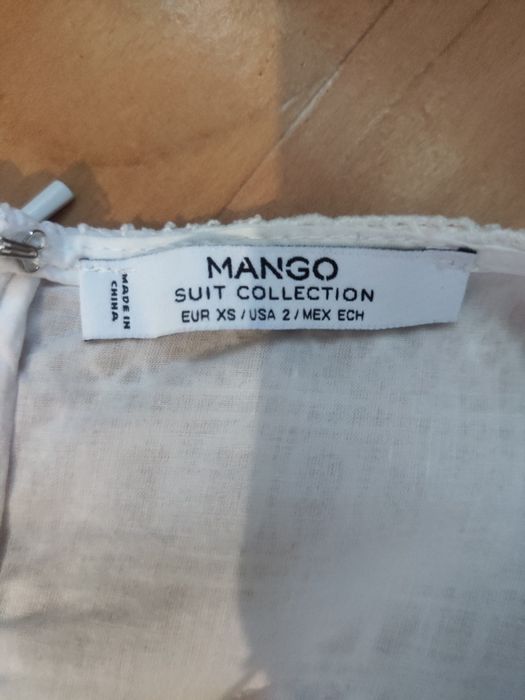 MANGO
SUIT COLLECTION
EUR XS / USA 2 / MEX ECH
MADE IN
CHINA